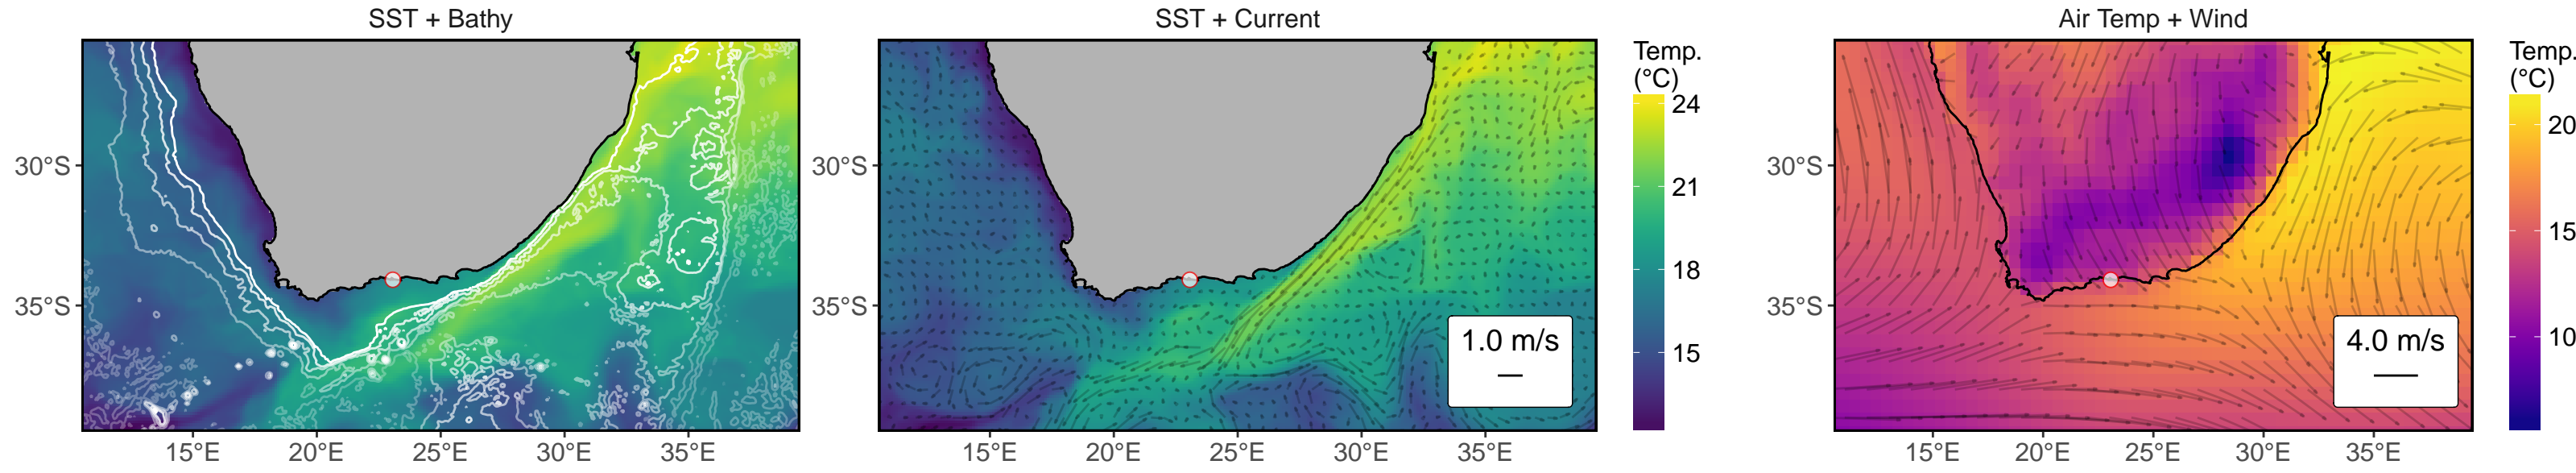 SST + Bathy
30°S
35°S
15°E 20°E 25°E 30°E 35°E
SST + Current
30°S
35°S
1.0 m/s
15°E 20°E 25°E 30°E 35°E
Temp.
(°C)
24
21
18
15
Air Temp + Wind
30°S
35°S
4.0 m/s
15°E 20°E 25°E 30°E 35°E
Temp.
(°C)
20
15
10